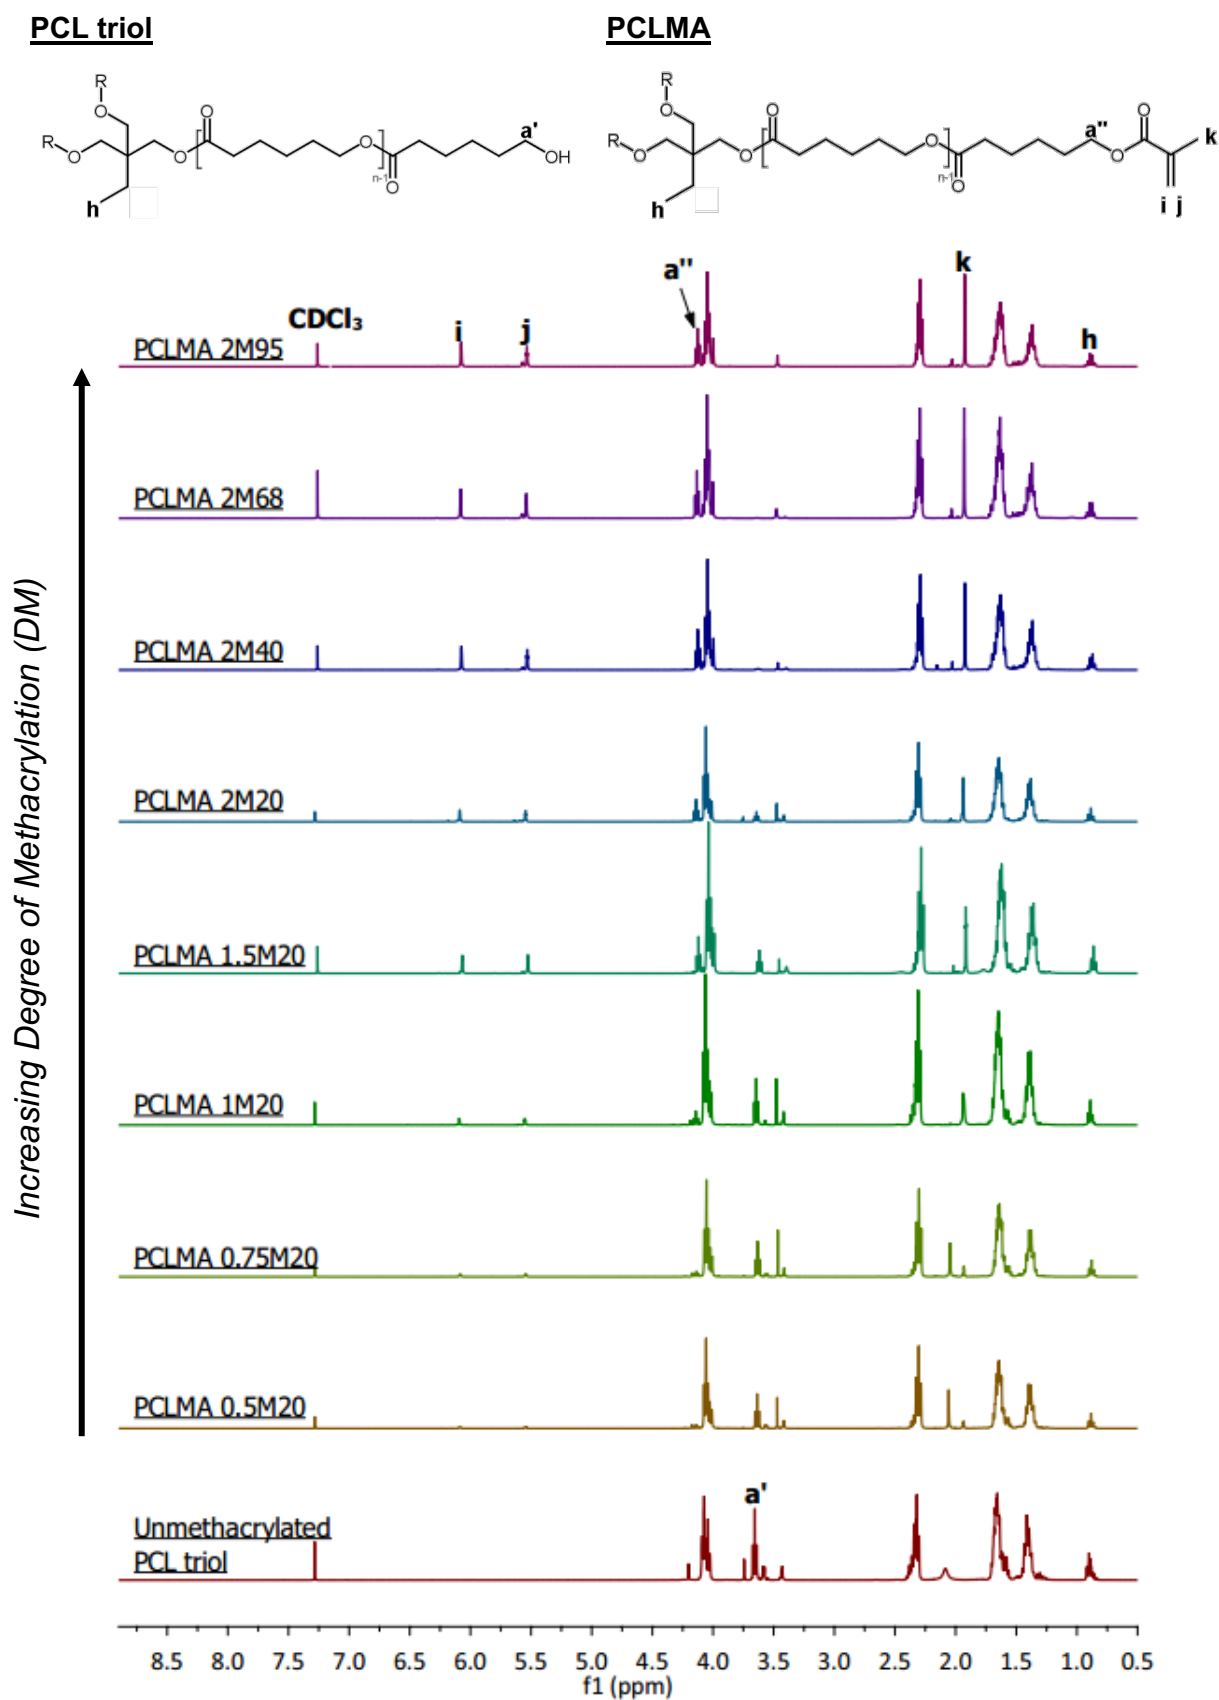 PCL triol
PCLMA
R
O
R
O
O
O
O
n-1
O
a'
OH
h
R
O
R
O
O
O
O
n-1
O
a''
O
O
k
h
i j
Increasing Degree of Methacrylation (DM)
CDCl₃
i
j
a''
k
h
PCLMA 2M95
PCLMA 2M68
PCLMA 2M40
PCLMA 2M20
PCLMA 1.5M20
PCLMA 1M20
PCLMA 0.75M20
PCLMA 0.5M20
a'
Unmethacrylated
PCL triol
8.5 8.0 7.5 7.0 6.5 6.0 5.5 5.0 4.5 4.0 3.5 3.0 2.5 2.0 1.5 1.0 0.5
f1 (ppm)